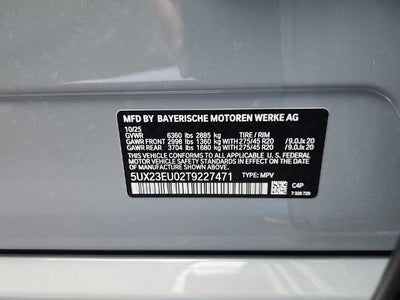 MFD BY BAYERISCHE MOTOREN WERKE AG
10/25
GVWR 6360 lbs 2885 kg TIRE / RIM
GAWR FRONT 2998 lbs 1360 kg WITH 275/45 R20 / 9.0Jx 20
GAWR REAR 3704 lbs 1680 kg WITH 275/45 R20 / 9.0Jx 20
THIS VEHICLE CONFORMS TO ALL APPLICABLE
U.S. FEDERAL MOTOR VEHICLE SAFETY STANDARDS IN
EFFECT ON THE DATE OF MANUFACTURE SHOWN ABOVE.
5UX23EU02T9227471 TYPE: MPV C4P